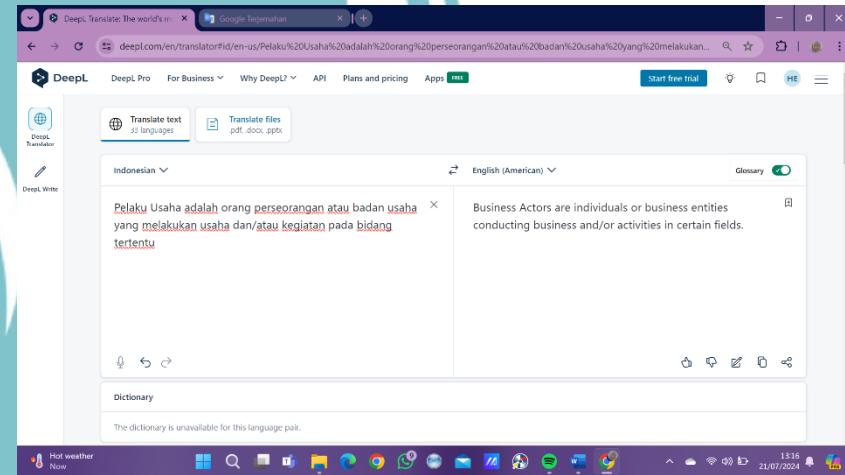 DeepL Translate: The world's mo
Google Terjemahan
deepl.com/en/translator#id/en-us/Pelaku%20Usaha%20adalah%20orang%20perseorangan%20atau%20badan%20usaha%20yang%20melakukan...
DeepL
DeepL Pro
For Business
Why DeepL?
API
Plans and pricing
Apps
FREE
Start free trial
HE
DeepL
Translator
DeepL Write
Translate text
33 languages
Translate files
.pdf, .docx, .pptx
Indonesian
English (American)
Glossary
Pelaku Usaha adalah orang perseorangan atau badan usaha
yang melakukan usaha dan/atau kegiatan pada bidang
tertentu
Business Actors are individuals or business entities
conducting business and/or activities in certain fields.
Dictionary
The dictionary is unavailable for this language pair.
Hot weather
Now
13:16
21/07/2024